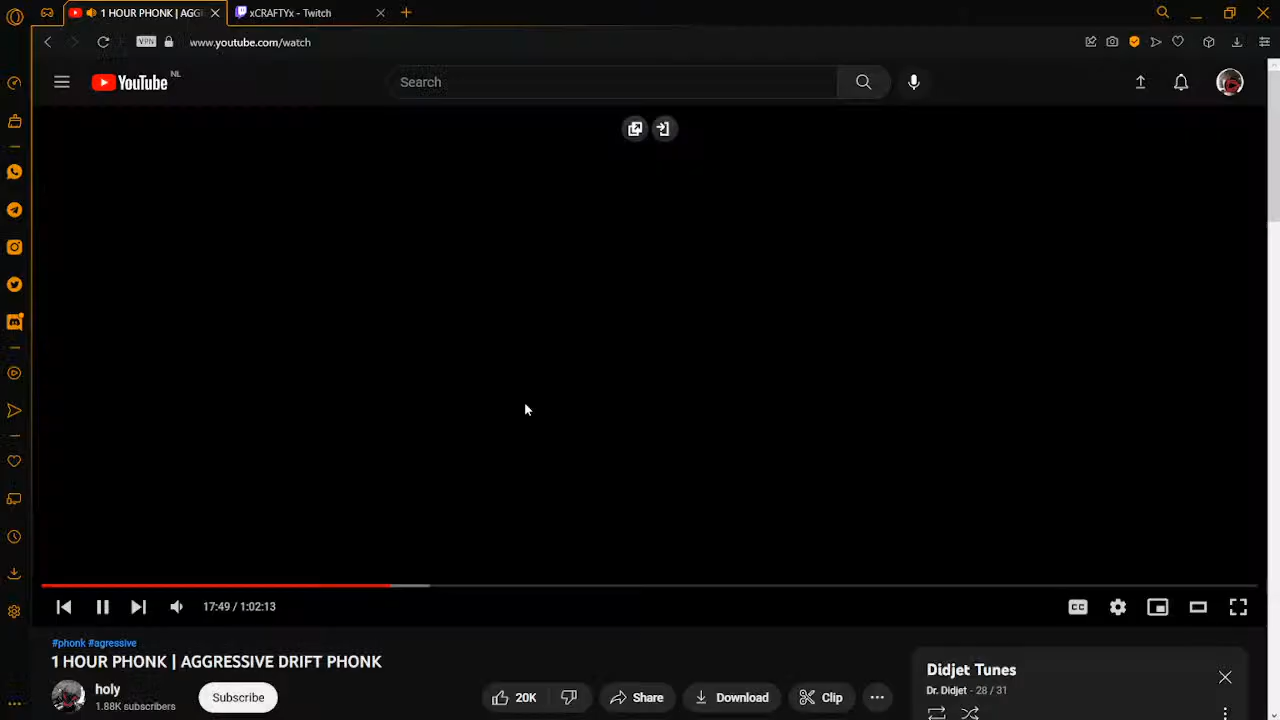 1 HOUR PHONK | AGG
xCRAFTYx - Twitch
VPN
www.youtube.com/watch
YouTube NL
Search
17:49 / 1:02:13
CC
#phonk #agressive
1 HOUR PHONK | AGGRESSIVE DRIFT PHONK
holy
1.88K subscribers
Subscribe
20K
Share
Download
Clip
Didjet Tunes
Dr. Didjet - 28 / 31